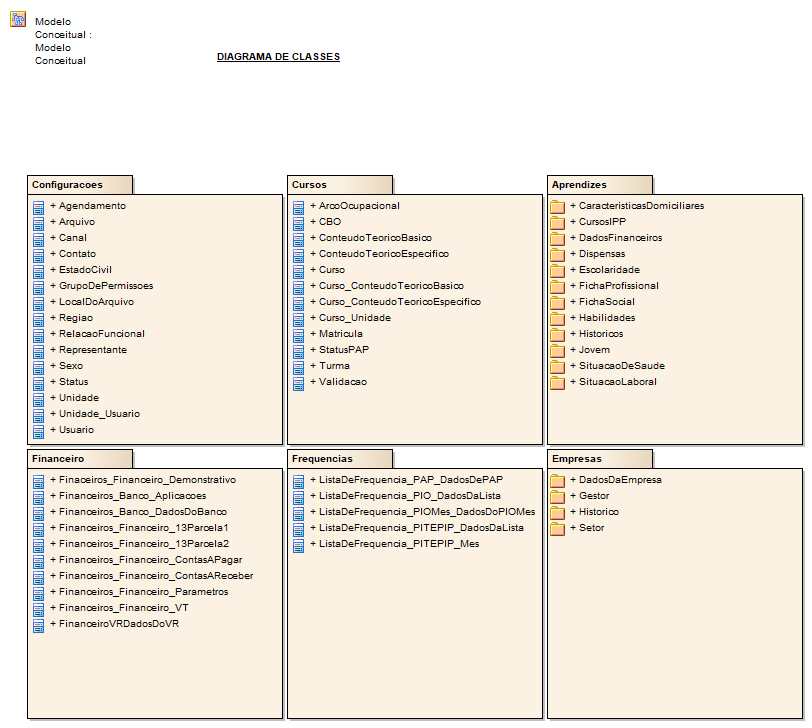 Modelo
Conceitual :
Modelo
Conceitual
DIAGRAMA DE CLASSES
Configuracoes
+ Agendamento
+ Arquivo
+ Canal
+ Contato
+ EstadoCivil
+ GrupoDePermissoes
+ LocalDoArquivo
+ Regiao
+ RelacaoFuncional
+ Representante
+ Sexo
+ Status
+ Unidade
+ Unidade_Usuario
+ Usuario
Cursos
+ ArcoOcupacional
+ CBO
+ ConteudoTeoricoBasico
+ ConteudoTeoricoEspecifico
+ Curso
+ Curso_ConteudoTeoricoBasico
+ Curso_ConteudoTeoricoEspecifico
+ Curso_Unidade
+ Matricula
+ StatusPAP
+ Turma
+ Validacao
Aprendizes
+ CaracteristicasDomiciliares
+ CursosIPP
+ DadosFinanceiros
+ Dispensas
+ Escolaridade
+ FichaProfissional
+ FichaSocial
+ Habilidades
+ Historicos
+ Jovem
+ SituacaoDeSaude
+ SituacaoLaboral
Financeiro
+ Finaceiros_Financeiro_Demonstrativo
+ Financeiros_Banco_Aplicacoes
+ Financeiros_Banco_DadosDoBanco
+ Financeiros_Financeiro_13Parcela1
+ Financeiros_Financeiro_13Parcela2
+ Financeiros_Financeiro_ContasAPagar
+ Financeiros_Financeiro_ContasAReceber
+ Financeiros_Financeiro_Parametros
+ Financeiros_Financeiro_VT
+ FinanceiroVRDadosDoVR
Frequencias
+ ListaDeFrequencia_PAP_DadosDePAP
+ ListaDeFrequencia_PIO_DadosDaLista
+ ListaDeFrequencia_PIOMes_DadosDoPIOMes
+ ListaDeFrequencia_PITEPIP_DadosDaLista
+ ListaDeFrequencia_PITEPIP_Mes
Empresas
+ DadosDaEmpresa
+ Gestor
+ Historico
+ Setor